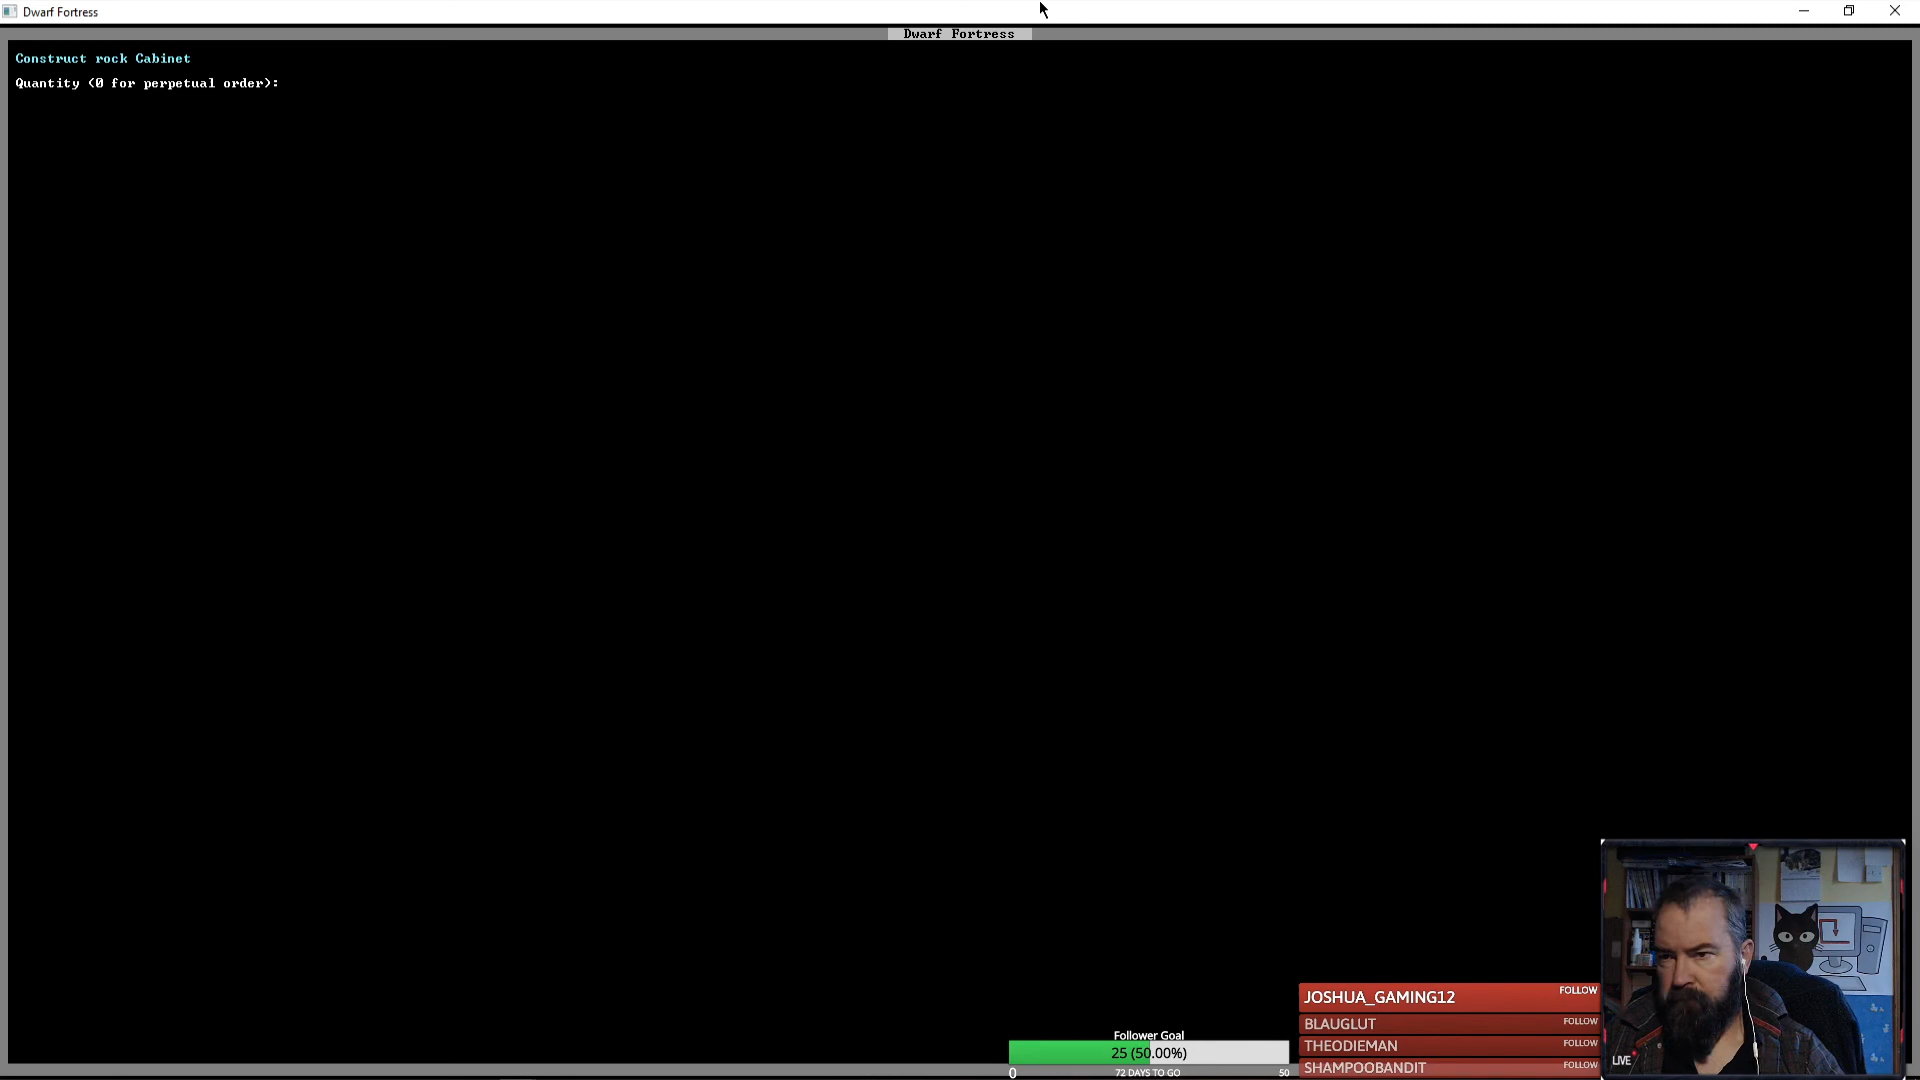 Dwarf Fortress
Dwarf Fortress
Construct rock Cabinet
Quantity (0 for perpetual order):
JOSHUA_GAMING12 FOLLOW
BLAUGLUT FOLLOW
THEODIEMAN FOLLOW
SHAMPOOBANDIT FOLLOW
Follower Goal
25 (50.00%)
0 72 DAYS TO GO 50
LIVE